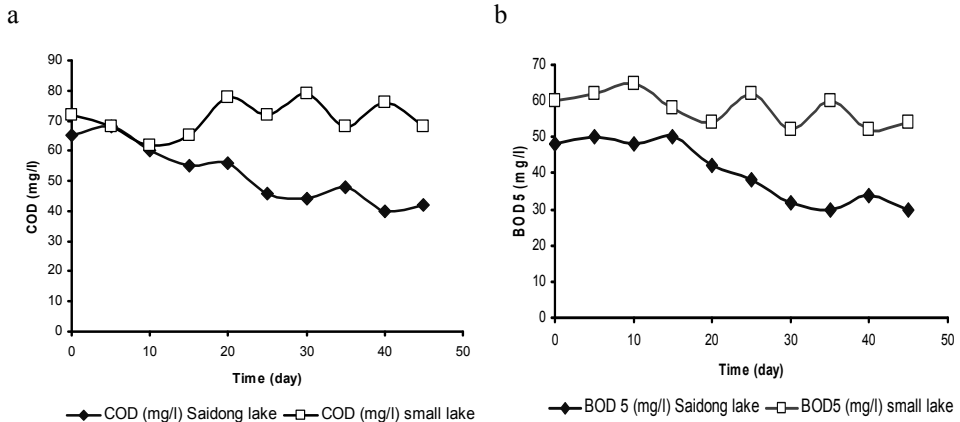 a
90
80
70
60
50
40
30
20
10
0
COD (mg/l)
0 10 20 30 40 50
Time (day)
COD (mg/l) Saidong lake COD (mg/l) small lake
b
70
60
50
40
30
20
10
0
BOD 5 (mg/l)
0 10 20 30 40 50
Time (day)
BOD 5 (mg/l) Saidong lake BOD5 (mg/l) small lake